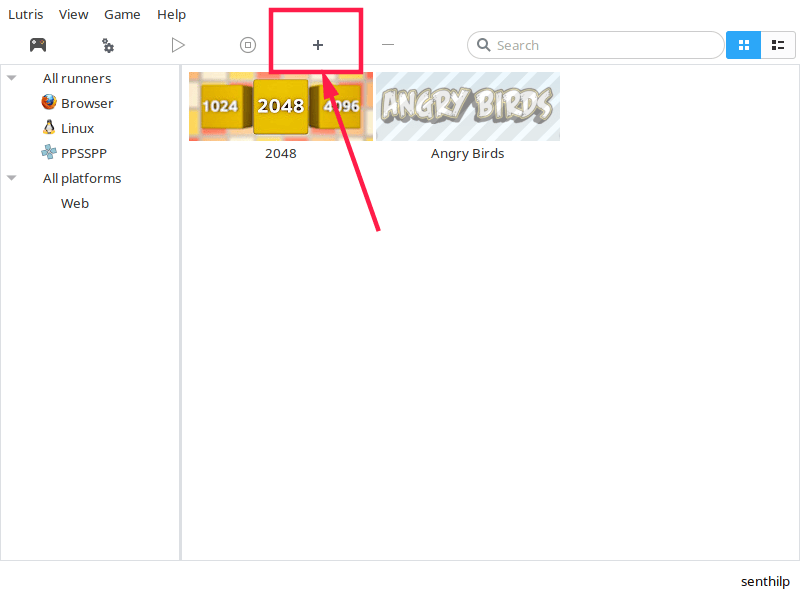 Lutris View Game Help
Search
All runners
Browser
Linux
PPSSPP
All platforms
Web
1024 2048 4096
ANGRY BIRDS
2048 Angry Birds
senthilp